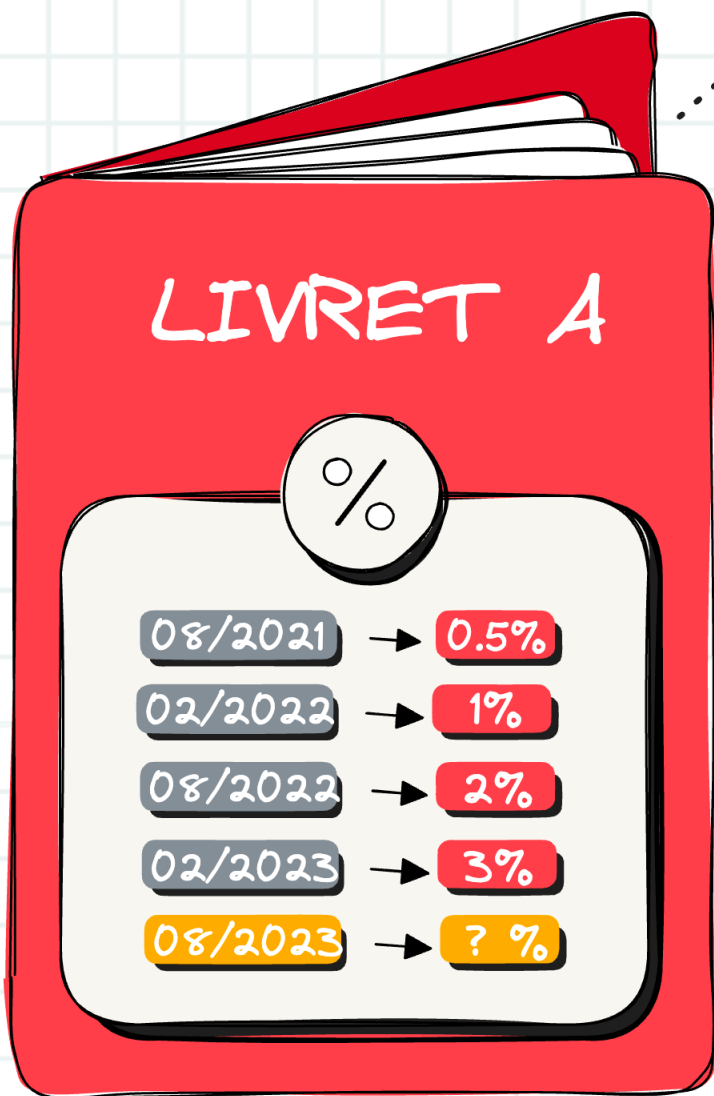 LIVRET A
%
08/2021 → 0.5%
02/2022 → 1%
08/2022 → 2%
02/2023 → 3%
08/2023 → ? %